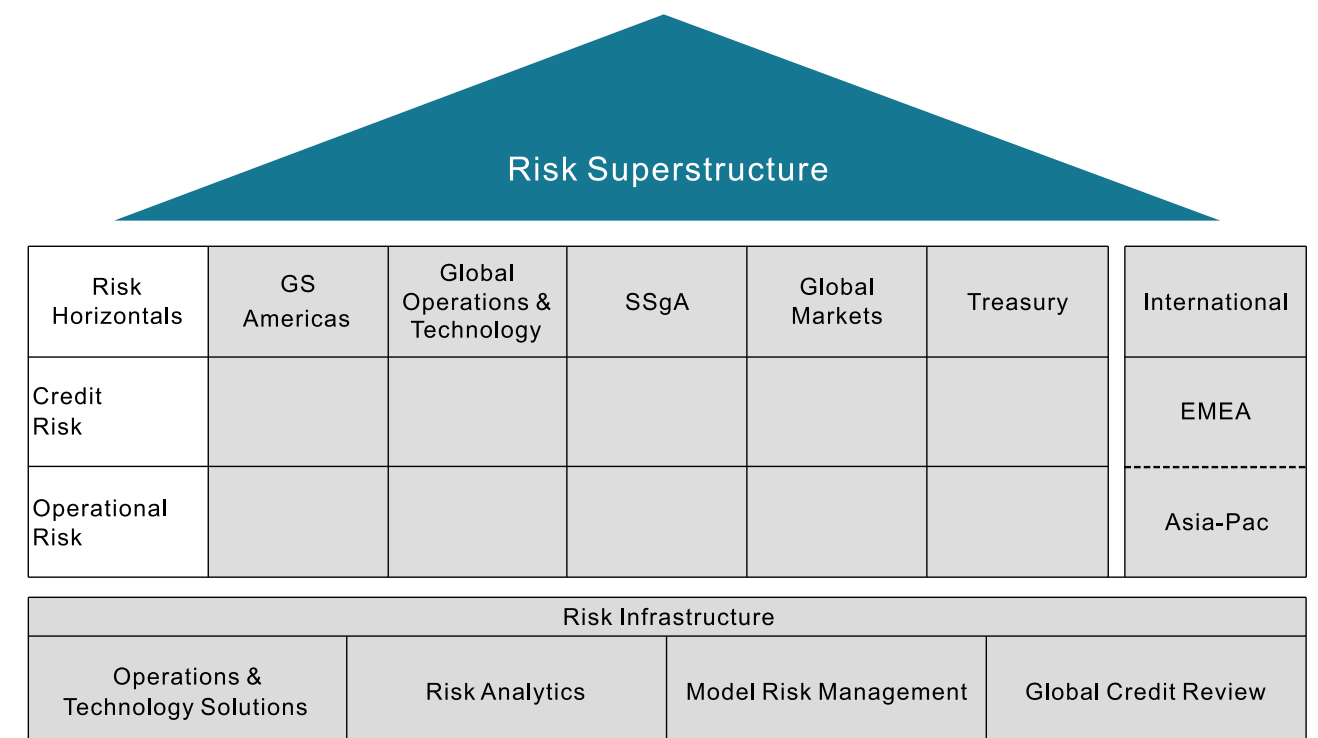 Risk Superstructure
Risk
Horizontals
GS
Americas
Global
Operations &
Technology
SSgA
Global
Markets
Treasury
International
Credit
Risk
EMEA
Operational
Risk
Asia-Pac
Risk Infrastructure
Operations &
Technology Solutions
Risk Analytics
Model Risk Management
Global Credit Review